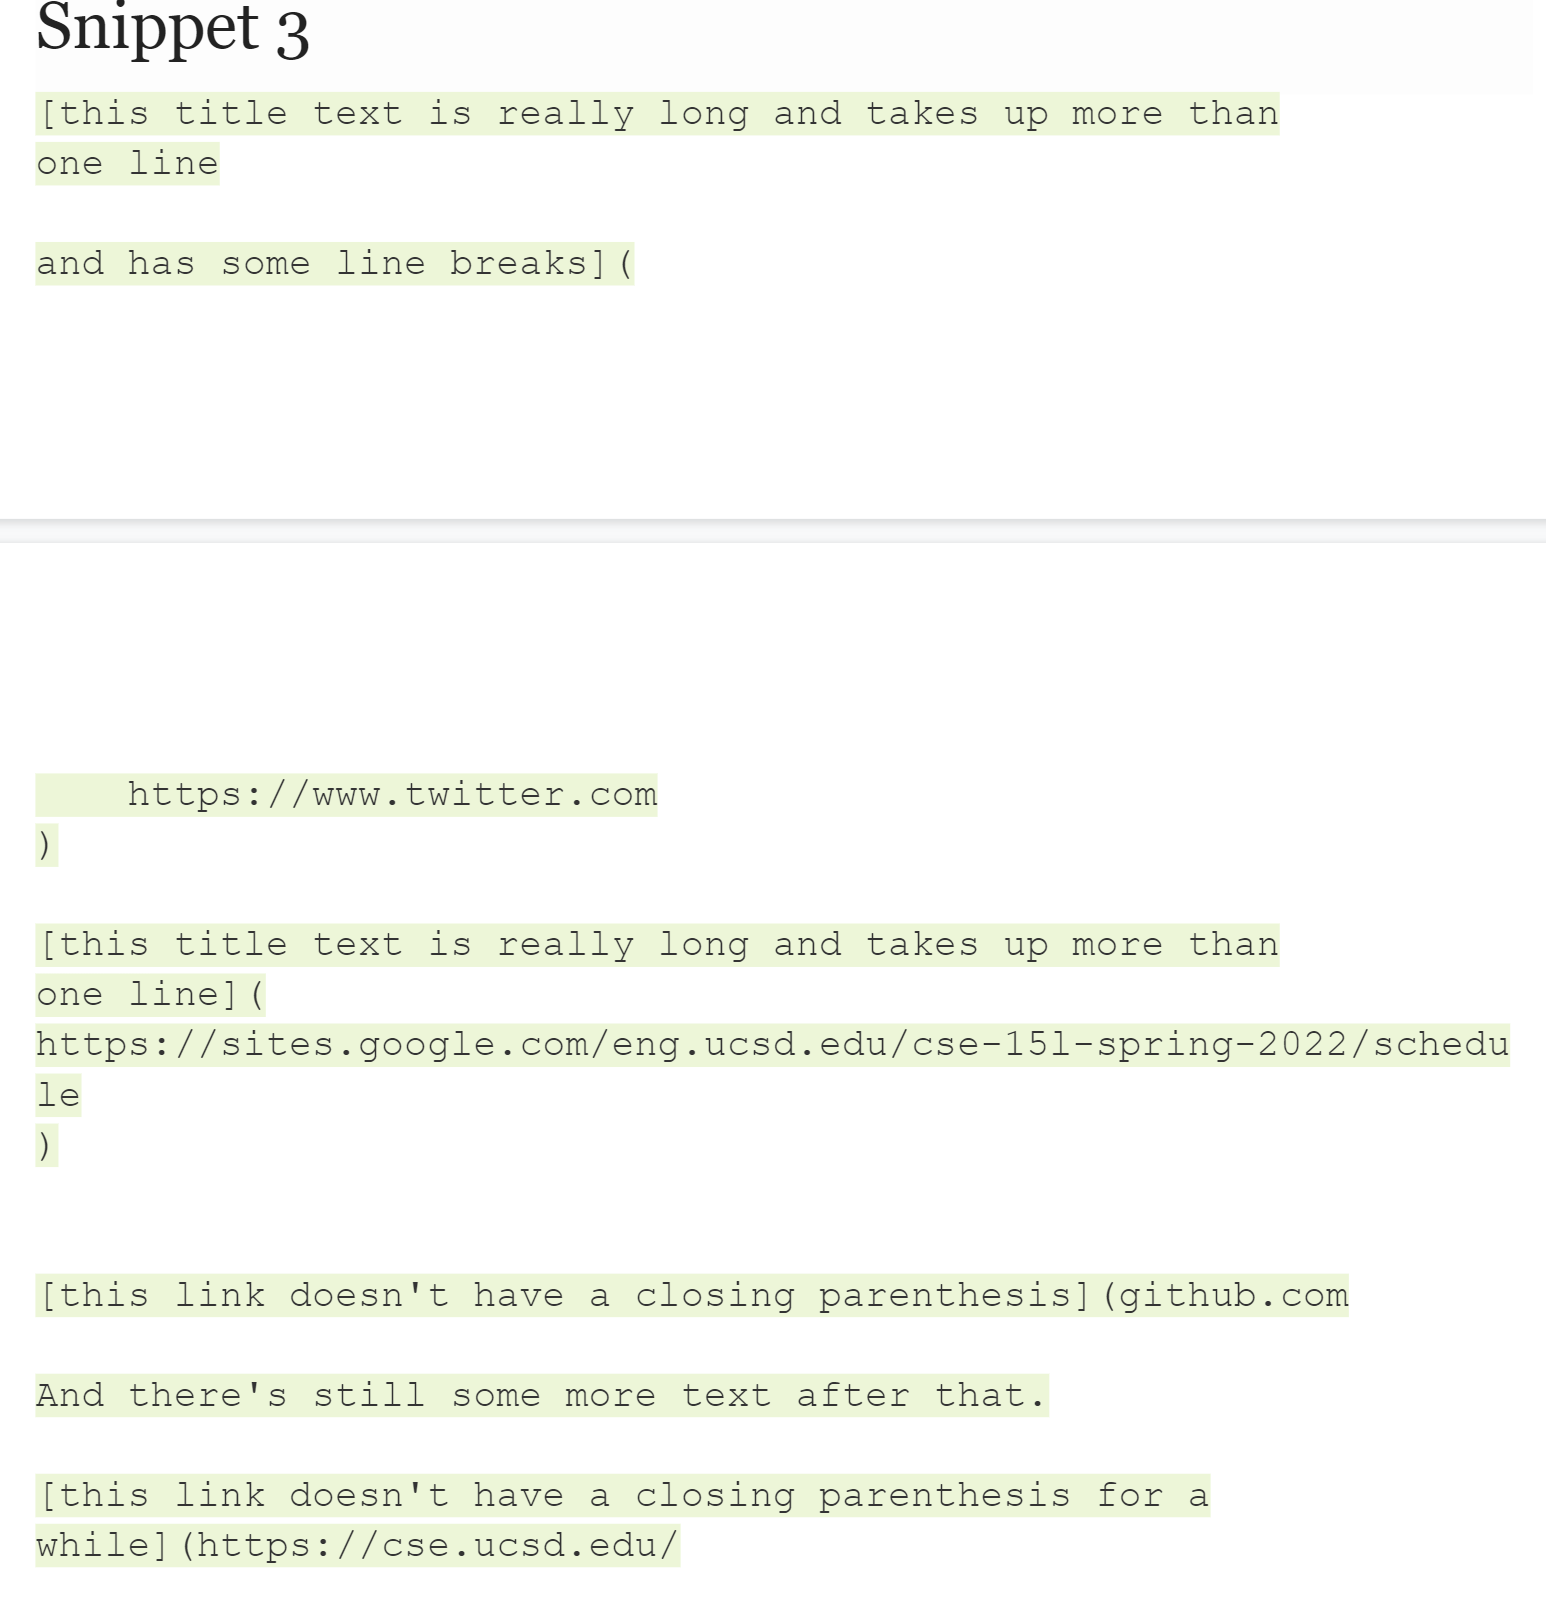 Snippet 3
[this title text is really long and takes up more than
one line
and has some line breaks](
https://www.twitter.com
)
[this title text is really long and takes up more than
one line](
https://sites.google.com/eng.ucsd.edu/cse-15l-spring-2022/schedu
le
)
[this link doesn't have a closing parenthesis](github.com
And there's still some more text after that.
[this link doesn't have a closing parenthesis for a
while](https://cse.ucsd.edu/